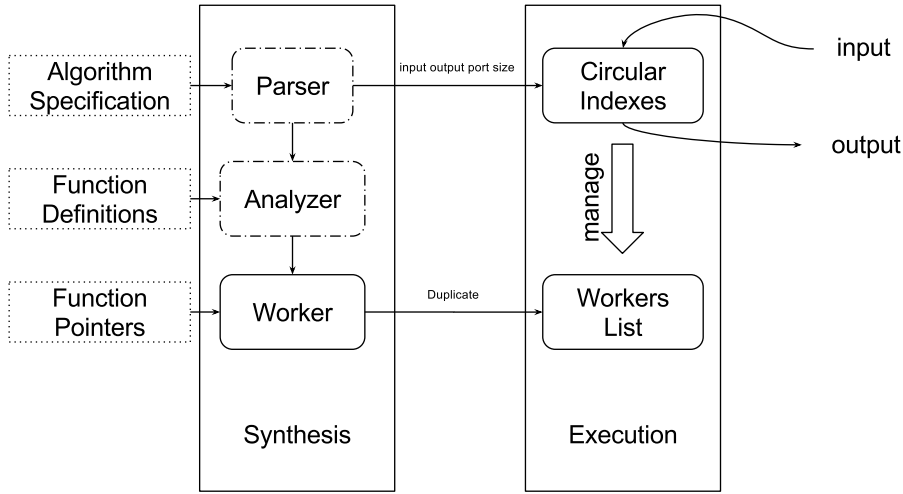 Algorithm
Specification
Parser
input output port size
Circular
Indexes
input
output
Function
Definitions
Analyzer
manage
Function
Pointers
Worker
Duplicate
Workers
List
Synthesis
Execution